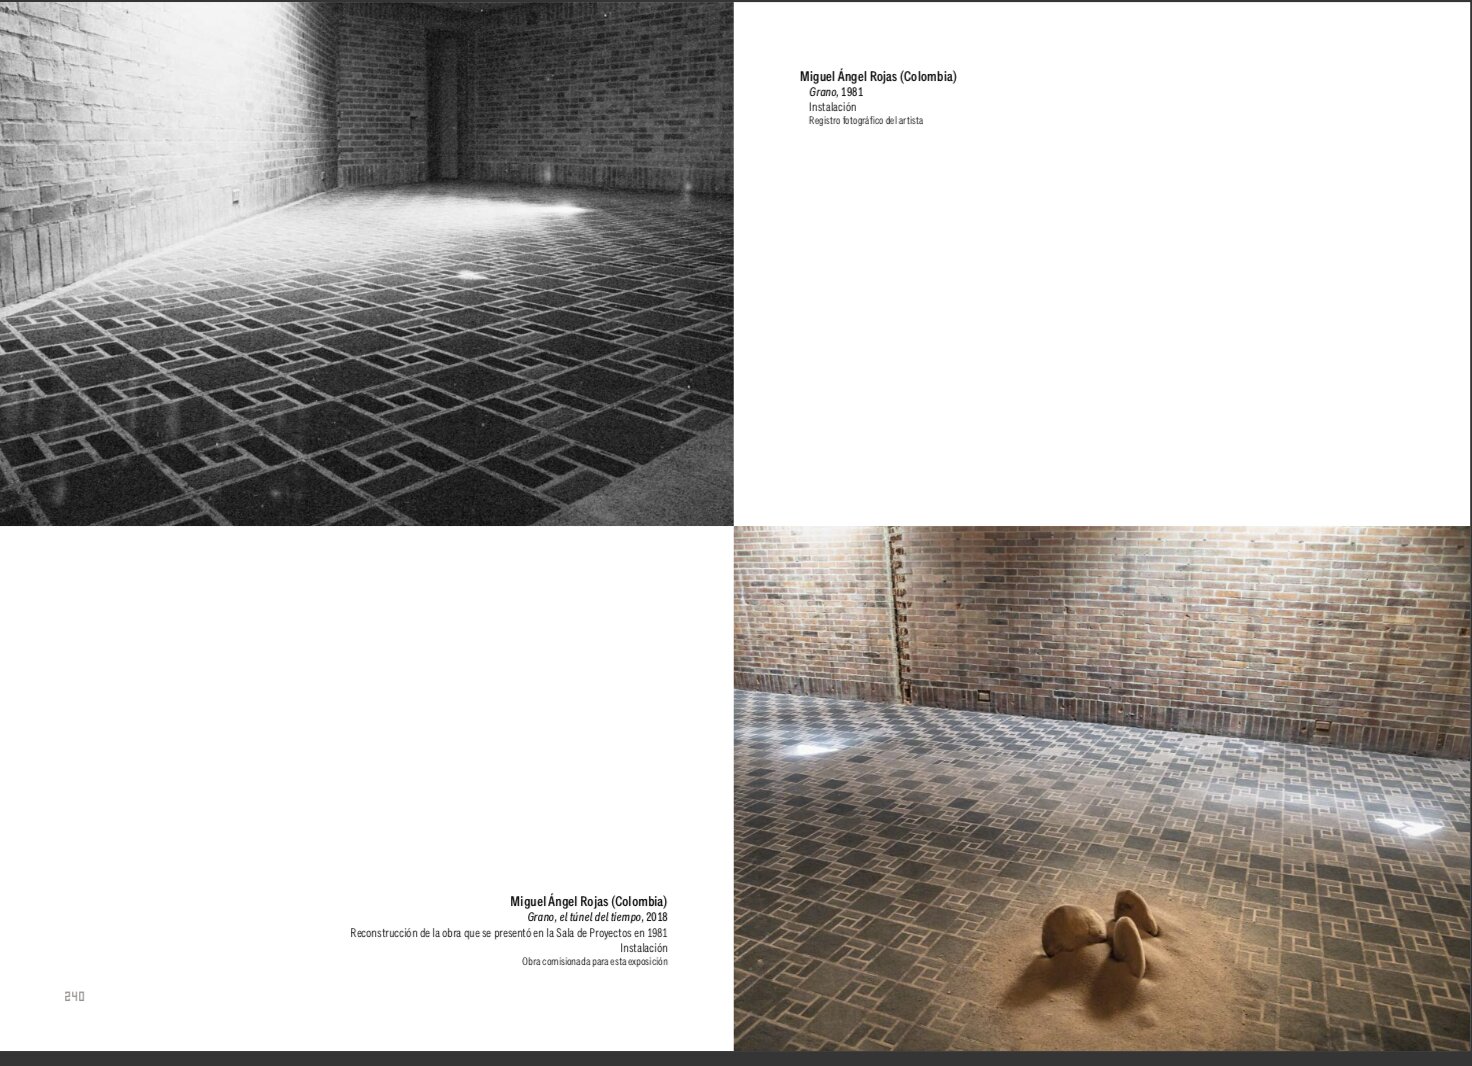 Miguel Ángel Rojas (Colombia)
Grano, 1981
Instalación
Registro fotográfico del artista
Miguel Ángel Rojas (Colombia)
Grano, el túnel del tiempo, 2018
Reconstrucción de la obra que se presentó en la Sala de Proyectos en 1981
Instalación
Obra comisionada para esta exposición
240